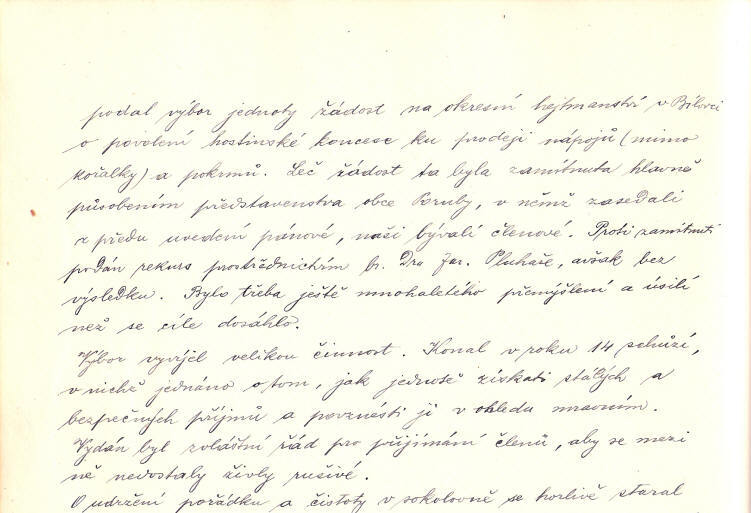 podal výbor jednoty žádost na okresní hejtmanství v Bílovci
o povolení hostinské koncese ku prodeji nápojů (mimo
kořalky) a pokrmů. Leč žádost ta byla zamítnuta hlavně
působením představenstva obce Poruby, v němž zasedali
z předu uvedení pánové, naši bývalí členové. Proti zamítnutí
podán rekurs prostřednictvím br. Dra Jar. Pluhaře, avšak bez
výsledku. Bylo třeba ještě mnohaletého přemýšlení a úsilí
než se cíle dosáhlo.
Výbor vyvýjel velikou činnost. Konal v roku 14 schůzí,
v nichž jednáno o tom, jak jednotě získati stálých a
bezpečných příjmů a povznésti ji v ohledu mravním.
Vydán byl zvláštní řád pro přijímání členů, aby se mezi
ně nedostaly živly rušivé.
O udržení pořádku a čistoty v sokolovně se horlivě staral